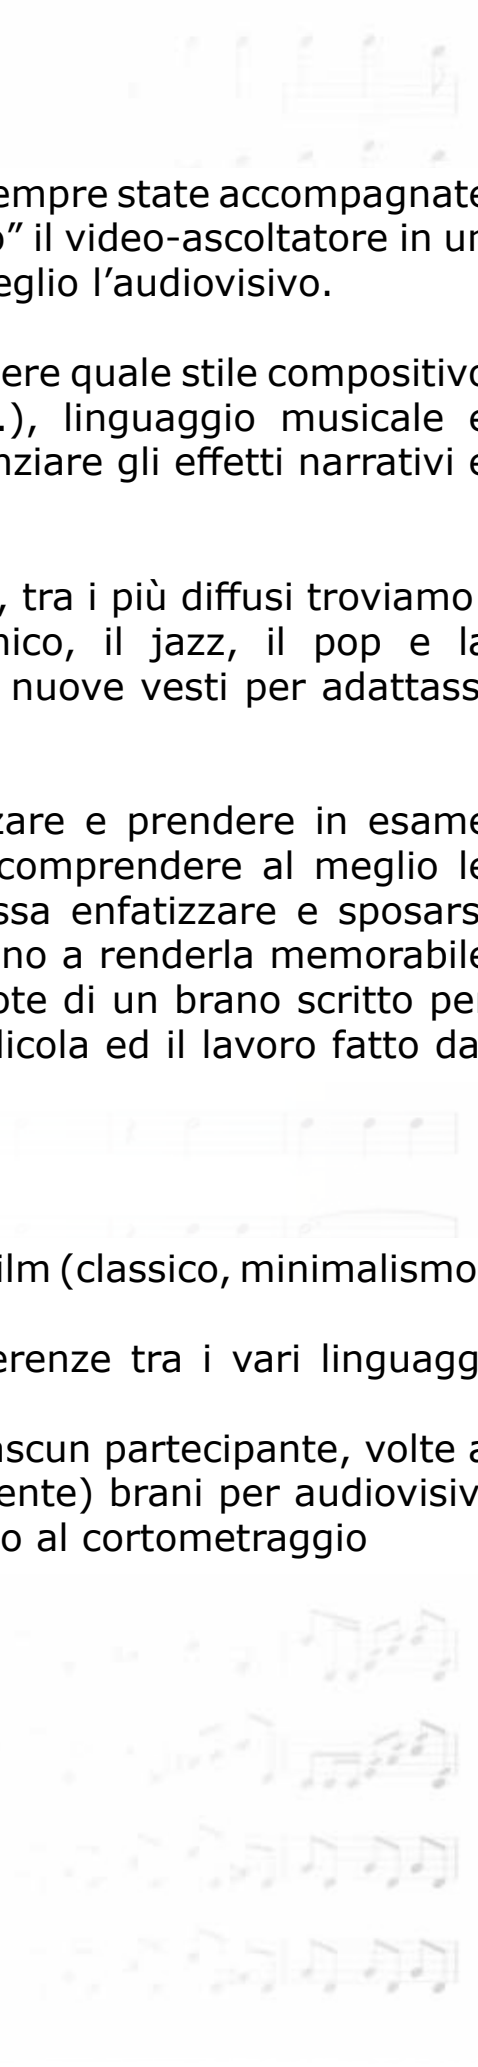 empre state accompagnate
o” il video-ascoltatore in un
eglio l’audiovisivo.
ere quale stile compositivo
.), linguaggio musicale e
nziare gli effetti narrativi e
, tra i più diffusi troviamo
nico, il jazz, il pop e la
nuove vesti per adattass
zare e prendere in esame
comprendere al meglio le
ssa enfatizzare e sposars
no a renderla memorabile
ote di un brano scritto per
licola ed il lavoro fatto da
ilm (classico, minimalismo
erenze tra i vari linguagg
ascun partecipante, volte a
ente) brani per audiovisiv
o al cortometraggio